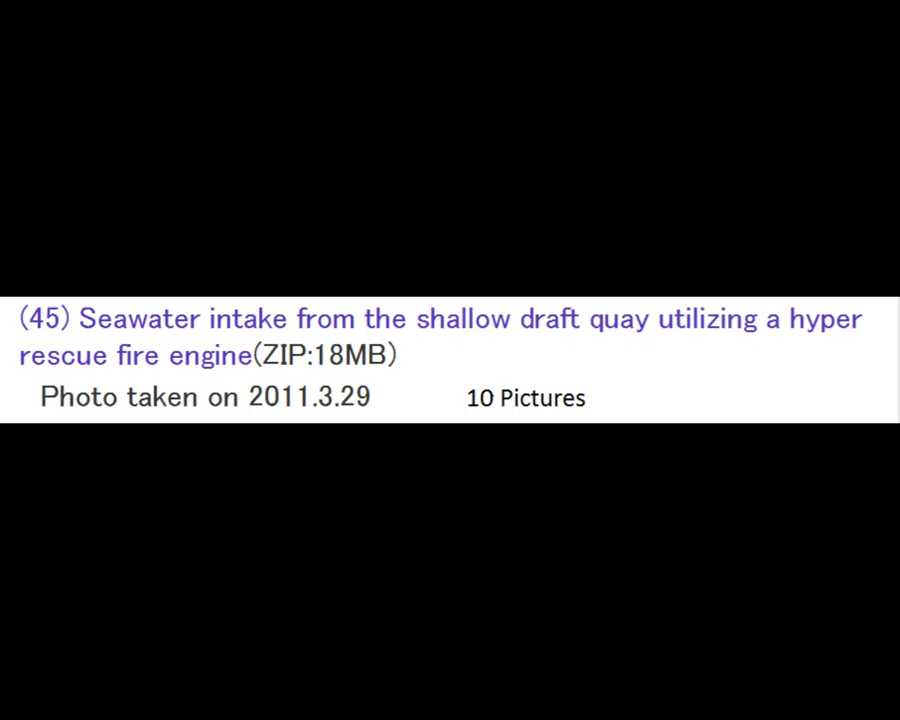 (45) Seawater intake from the shallow draft quay utilizing a hyper
rescue fire engine(ZIP:18MB)
Photo taken on 2011.3.29 10 Pictures